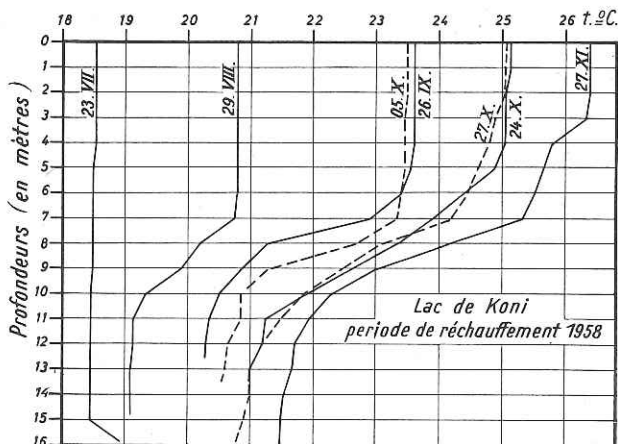 18 19 20 21 22 23 24 25 26 t.ºC.
0
1
2
3
4
5
6
7
8
9
10
11
12
13
14
15
16
Profondeurs (en mètres)
23.VII.
29.VIII.
05.X.
26.IX.
27.X.
24.X.
27.XI.
Lac de Koni
periode de réchauffement 1958